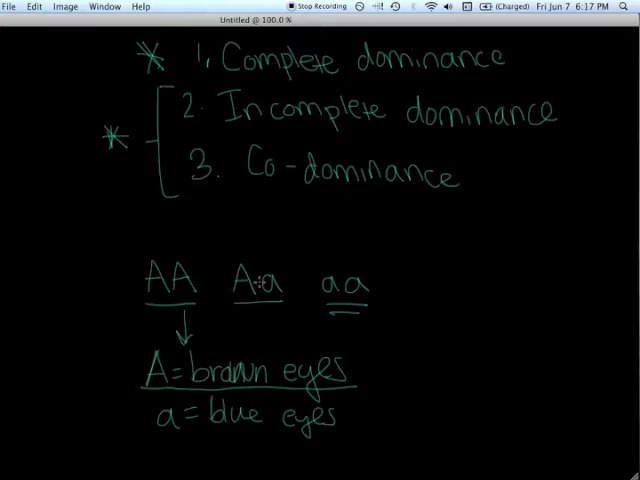 File Edit Image Window Help Stop Recording (Charged) Fri Jun 7 6:17 PM
Untitled @ 100.0 %
1. Complete dominance
2. Incomplete dominance
3. Co-dominance
AA Aa aa
A=brown eyes
a=blue eyes